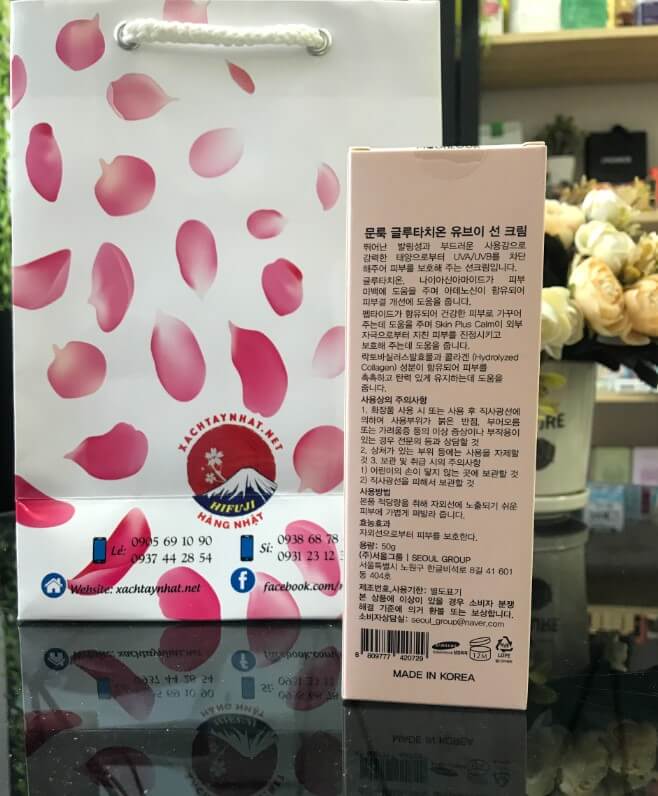 XACHTAYNHAT.NET
HIFUJI
HÀNG NHẬT
Lẻ: 0905 69 10 90
0937 44 28 54
Sỉ: 0938 68 78
0931 23 12 3
Website: xachtaynhat.net
facebook.com/
문룩 글루타치온 유브이 선 크림
뛰어난 발림성과 부드러운 사용감으로
강력한 태양으로부터 UVA/UVB를 차단
해주어 피부를 보호해 주는 선크림입니다.
글루타치온, 나이아신아마이드가 피부
미백에 도움을 주며 아데노신이 함유되어
피부결 개선에 도움을 줍니다.
펩타이드가 함유되어 건강한 피부로 가꾸어
주는데 도움을 주며 Skin Plus Calm이 외부
자극으로부터 지친 피부를 진정시키고
보호해 주는데 도움을 줍니다.
락토바실러스발효물과 콜라겐 (Hydrolyzed
Collagen) 성분이 함유되어 피부를
촉촉하고 탄력 있게 유지하는데 도움을
줍니다.
사용상의 주의사항
1. 화장품 사용 시 또는 사용 후 직사광선에
의하여 사용부위가 붉은 반점, 부어오름
또는 가려움증 등의 이상 증상이나 부작용이
있는 경우 전문의 등과 상담할 것
2. 상처가 있는 부위 등에는 사용을 자제할
것 3. 보관 및 취급 시의 주의사항
1) 어린이의 손이 닿지 않는 곳에 보관할 것
2) 직사광선을 피해서 보관할 것
사용방법
본품 적당량을 취해 자외선에 노출되기 쉬운
피부에 가볍게 펴발라 줍니다.
효능효과
자외선으로부터 피부를 보호한다.
용량: 50g
(주)서울그룹 | SEOUL GROUP
서울특별시 노원구 한글비석로 8길 41 601
동 404호
제조번호,사용기한: 별도표기
본 상품에 이상이 있을 경우 소비자 분쟁
해결 기준에 의거 환불 또는 보상합니다.
소비자상담실: seoul_group@naver.com
8 809777 420729
12M
LDPE
MADE IN KOREA